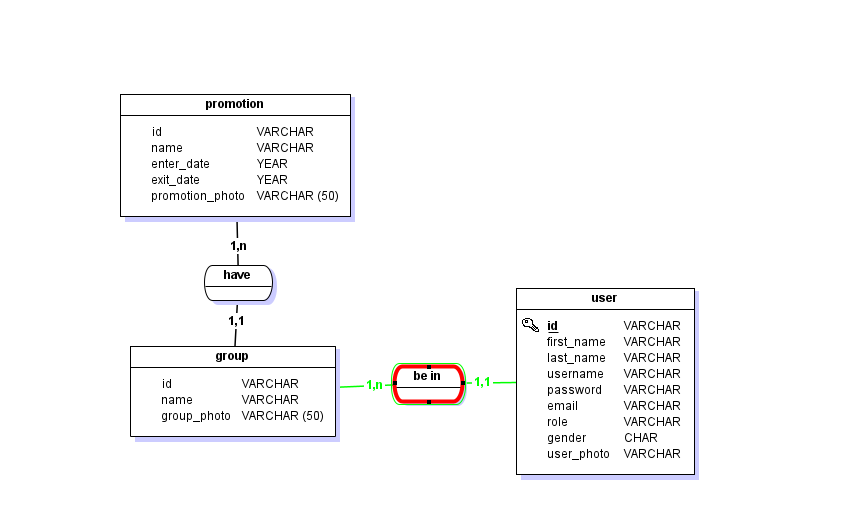 promotion
id VARCHAR
name VARCHAR
enter_date YEAR
exit_date YEAR
promotion_photo VARCHAR (50)
1,n
have
1,1
group
id VARCHAR
name VARCHAR
group_photo VARCHAR (50)
1,n
be in
1,1
user
id VARCHAR
first_name VARCHAR
last_name VARCHAR
username VARCHAR
password VARCHAR
email VARCHAR
role VARCHAR
gender CHAR
user_photo VARCHAR